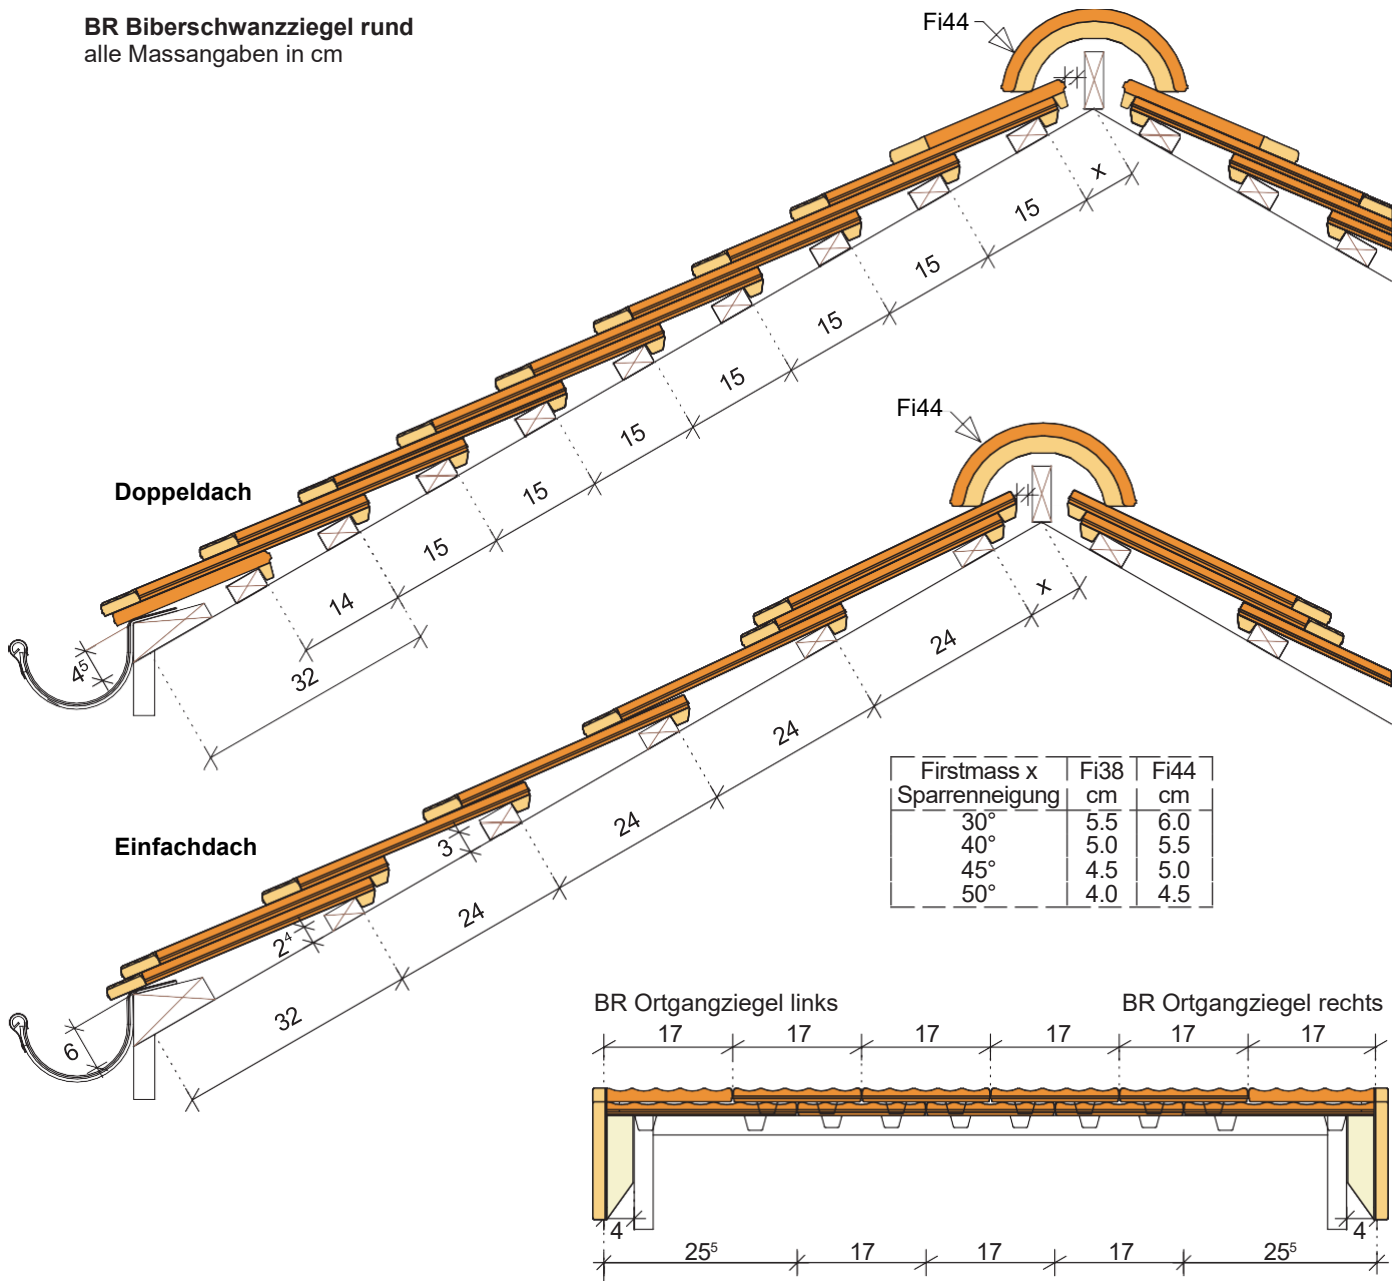 BR Biberschwanzziegel rund
alle Massangaben in cm
Fi44
x
15
15
15
15
15
15
15
14
32
4⁵
Doppeldach
Fi44
x
24
24
24
24
32
3
2⁴
6
Einfachdach
Firstmass x Fi38 Fi44
Sparrenneigung cm cm
30° 5.5 6.0
40° 5.0 5.5
45° 4.5 5.0
50° 4.0 4.5
BR Ortgangziegel links BR Ortgangziegel rechts
17 17 17 17 17 17
4 4
25⁵ 17 17 17 25⁵